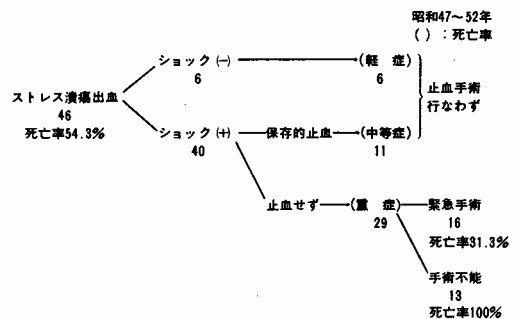 昭和47～52年
( ) : 死亡率
ショック (−) (軽 症)
6 6
止血手術
行なわず
ストレス潰瘍出血
46
死亡率54.3%
ショック (+) 保存的止血 (中等症)
40 11
止血せず (重 症) 緊急手術
29 16
死亡率31.3%
手術不能
13
死亡率100%